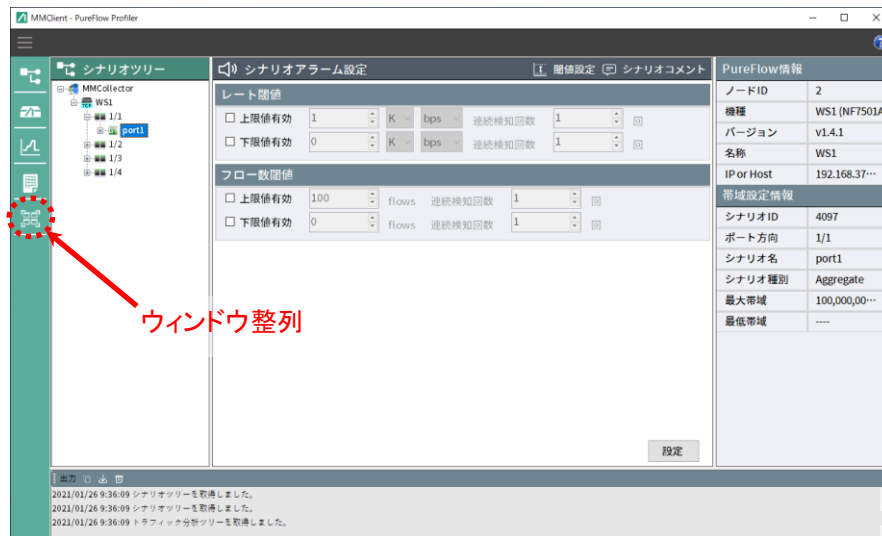 MMClient - PureFlow Profiler
シナリオツリー
MMCollector
WS1
1/1
port1
1/2
1/3
1/4
シナリオアラーム設定
閾値設定 シナリオコメント
レート閾値
上限値有効 1 K bps 連続検知回数 1 回
下限値有効 0 K bps 連続検知回数 1 回
フロー数閾値
上限値有効 100 flows 連続検知回数 1 回
下限値有効 0 flows 連続検知回数 1 回
設定
PureFlow情報
ノードID 2
機種 WS1 (NF7501A
バージョン v1.4.1
名称 WS1
IP or Host 192.168.37…
帯域設定情報
シナリオID 4097
ポート方向 1/1
シナリオ名 port1
シナリオ種別 Aggregate
最大帯域 100,000,00…
最低帯域 ----
ウィンドウ整列
出力
2021/01/26 9:36:09 シナリオツリーを取得しました。
2021/01/26 9:36:09 シナリオツリーを取得しました。
2021/01/26 9:36:09 トラフィック分析ツリーを取得しました。